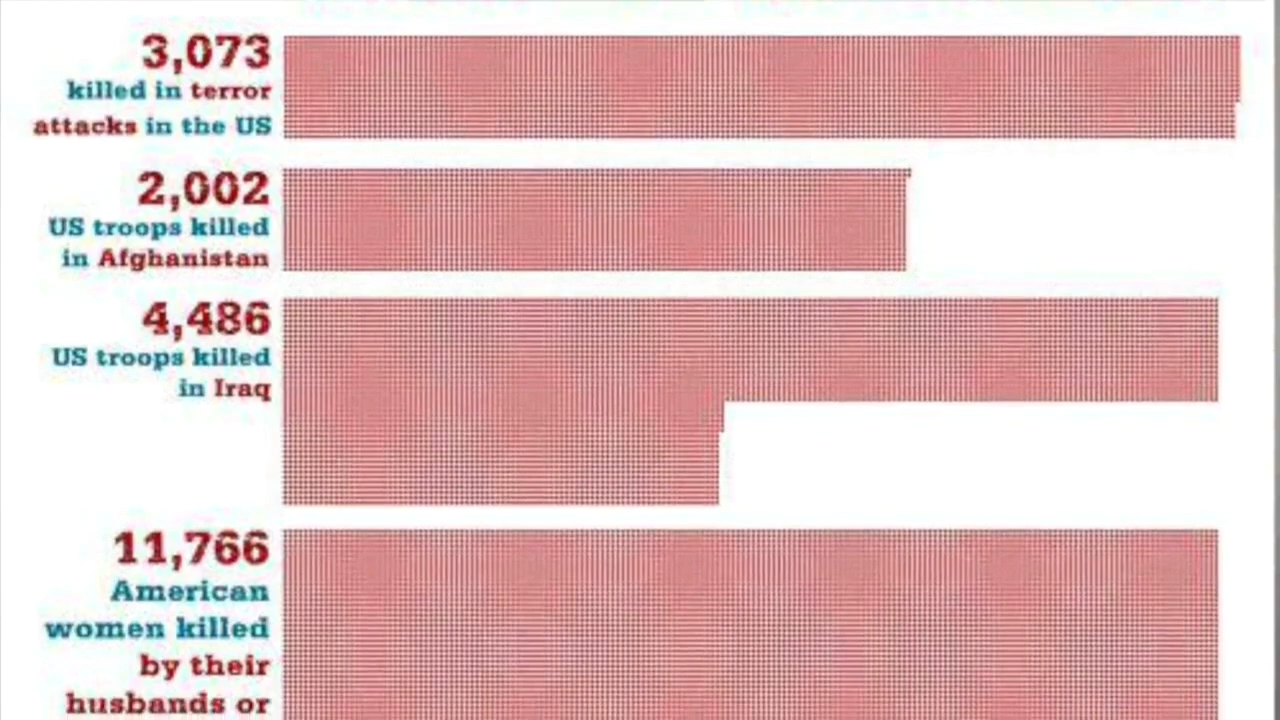 3,073
killed in terror
attacks in the US
2,002
US troops killed
in Afghanistan
4,486
US troops killed
in Iraq
11,766
American
women killed
by their
husbands or